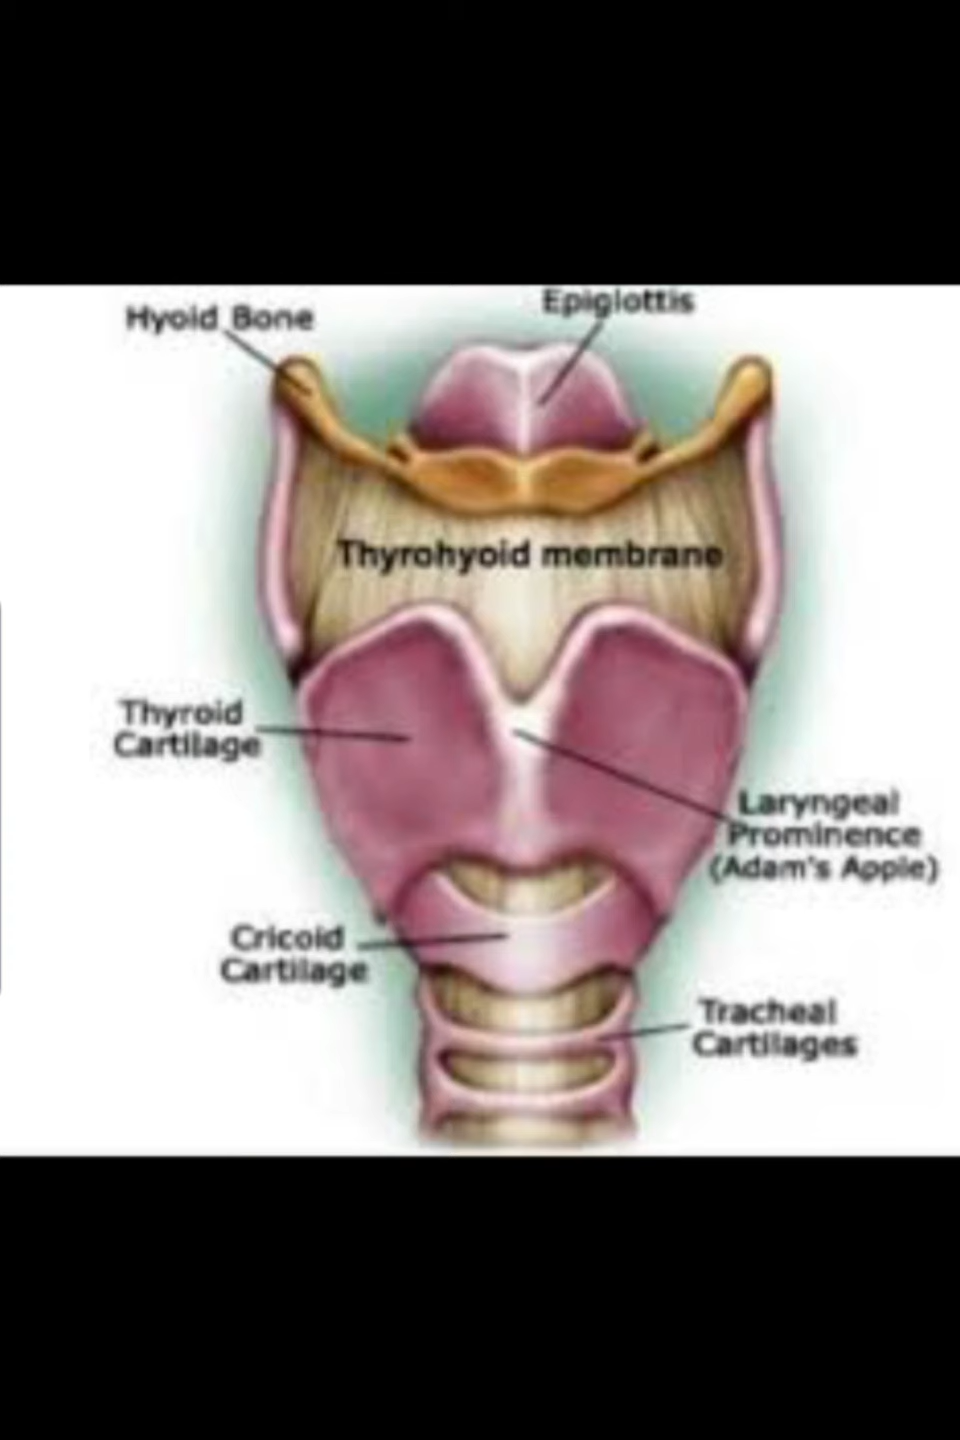 Hyoid Bone
Epiglottis
Thyrohyoid membrane
Thyroid
Cartilage
Laryngeal
Prominence
(Adam's Apple)
Cricoid
Cartilage
Tracheal
Cartilages